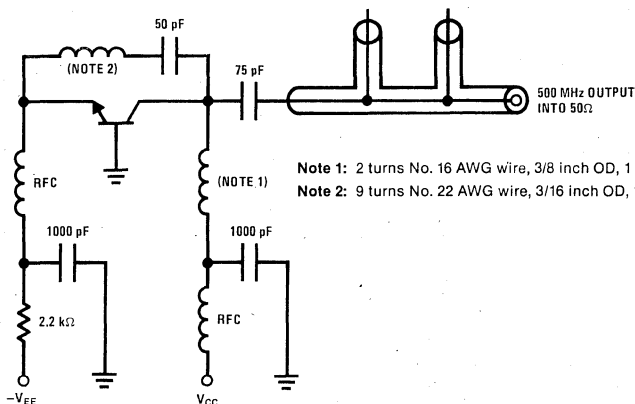 50 pF
(NOTE 2)
75 pF
500 MHz OUTPUT
INTO 50Ω
RFC
(NOTE 1)
Note 1: 2 turns No. 16 AWG wire, 3/8 inch OD, 1
Note 2: 9 turns No. 22 AWG wire, 3/16 inch OD,
1000 pF
1000 pF
2.2 kΩ
RFC
-VEE
VCC